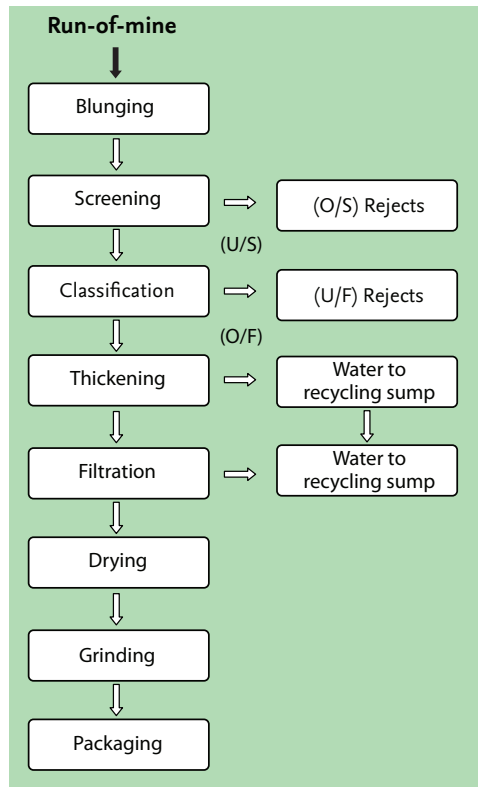 Run-of-mine
Blunging
Screening
(O/S) Rejects
(U/S)
Classification
(U/F) Rejects
(O/F)
Thickening
Water to
recycling sump
Filtration
Water to
recycling sump
Drying
Grinding
Packaging